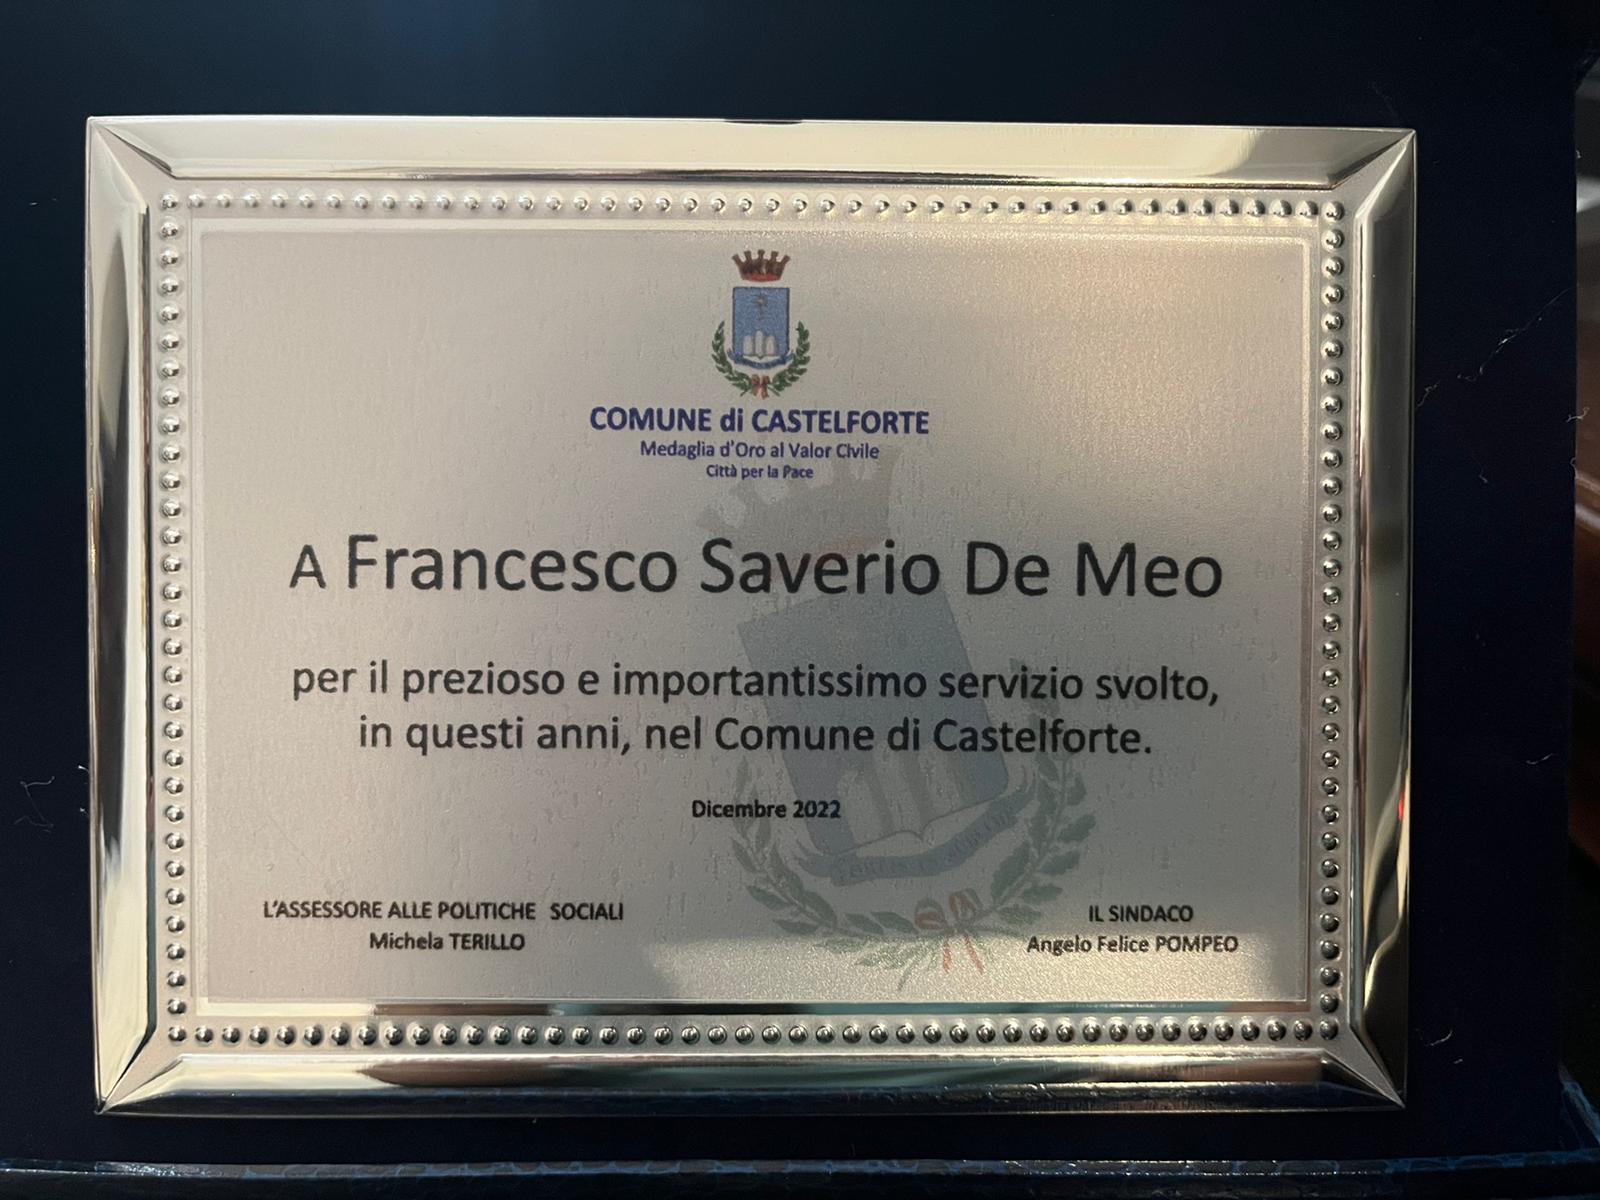 COMUNE di CASTELFORTE
Medaglia d'Oro al Valor Civile
Città per la Pace
A Francesco Saverio De Meo
per il prezioso e importantissimo servizio svolto,
in questi anni, nel Comune di Castelforte.
Dicembre 2022
L'ASSESSORE ALLE POLITICHE SOCIALI
Michela TERILLO
IL SINDACO
Angelo Felice POMPEO